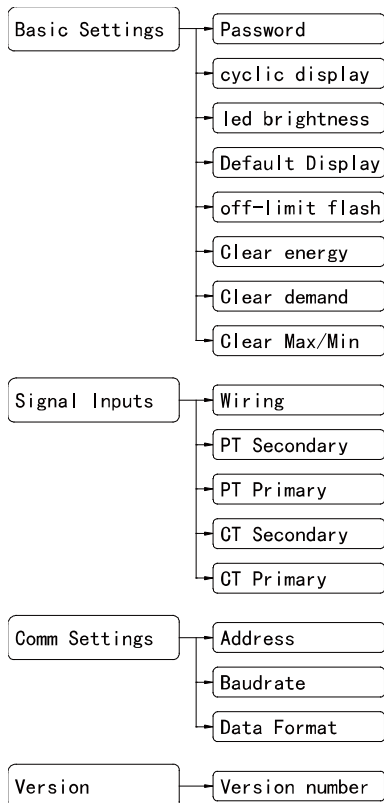 Basic Settings
Password
cyclic display
led brightness
Default Display
off-limit flash
Clear energy
Clear demand
Clear Max/Min
Signal Inputs
Wiring
PT Secondary
PT Primary
CT Secondary
CT Primary
Comm Settings
Address
Baudrate
Data Format
Version
Version number